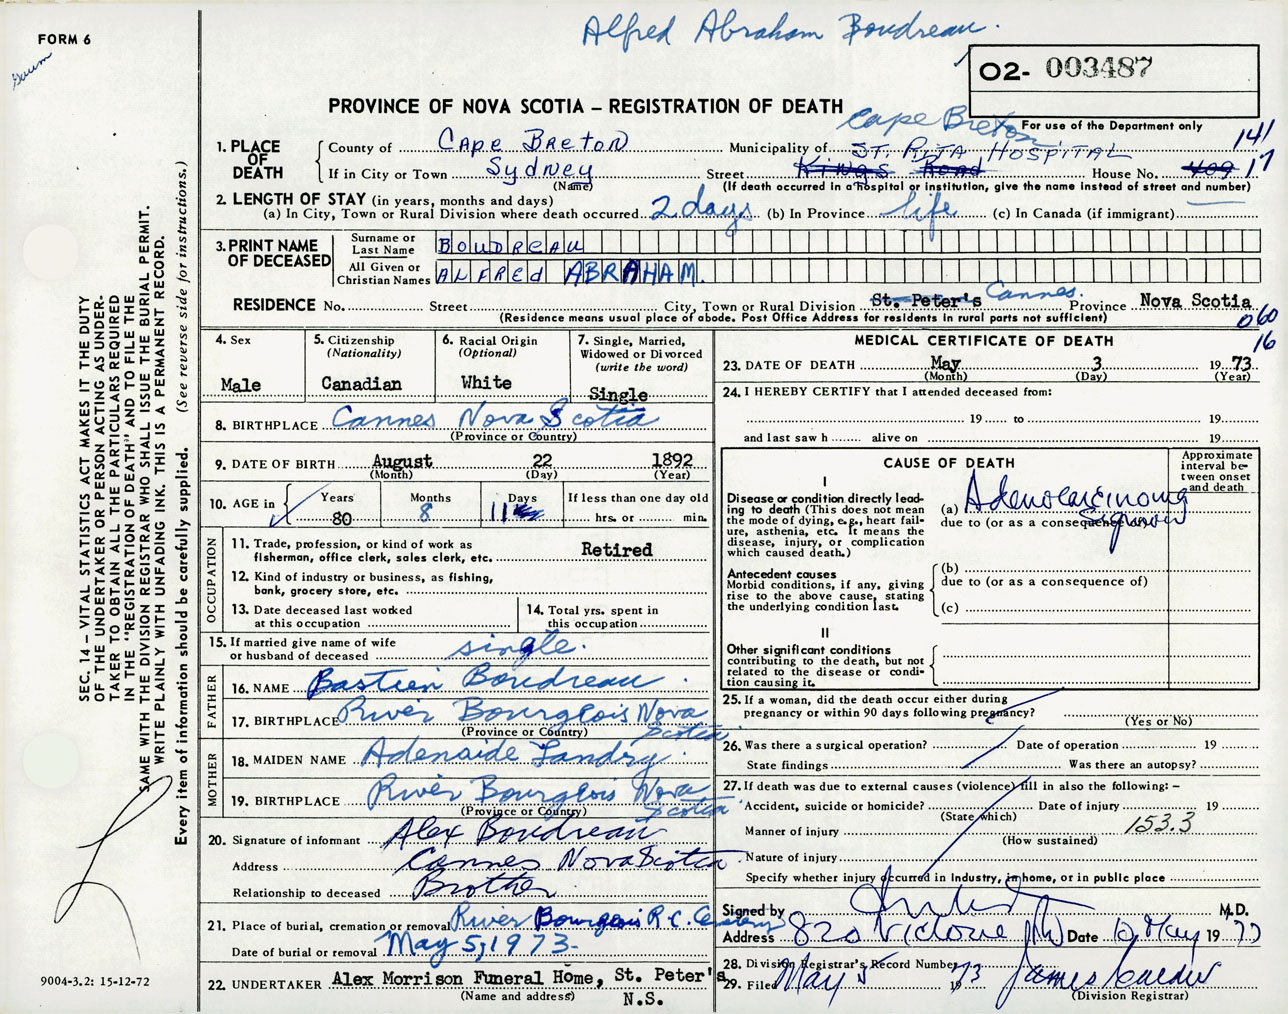 Alfred Abraham Boudreau.
FORM 6
02- 003487
PROVINCE OF NOVA SCOTIA – REGISTRATION OF DEATH
For use of the Department only
Cape Breton
141
17
1. PLACE OF DEATH
County of Cape Breton Municipality of ST. RITA HOSPITAL
If in City or Town Sydney Street Kings Road House No. 409
(Name) (If death occurred in a hospital or institution, give the name instead of street and number)
2. LENGTH OF STAY (in years, months and days)
(a) In City, Town or Rural Division where death occurred 2 days (b) In Province life (c) In Canada (if immigrant)
3. PRINT NAME OF DECEASED
Surname or Last Name BOUDREAU
All Given or Christian Names ALFREd ABRAHAM.
RESIDENCE No. Street City, Town or Rural Division St. Peter's Cannes. Province Nova Scotia
(Residence means usual place of abode. Post Office Address for residents in rural parts not sufficient)
060
16
4. Sex Male
5. Citizenship (Nationality) Canadian
6. Racial Origin (Optional) White
7. Single, Married, Widowed or Divorced (write the word) Single
8. BIRTHPLACE Cannes Nova Scotia
(Province or Country)
9. DATE OF BIRTH August 22 1892
(Month) (Day) (Year)
10. AGE in Years 80 Months 8 Days 11 If less than one day old hrs. or min.
OCCUPATION
11. Trade, profession, or kind of work as fisherman, office clerk, sales clerk, etc. Retired
12. Kind of industry or business, as fishing, bank, grocery store, etc.
13. Date deceased last worked at this occupation
14. Total yrs. spent in this occupation
15. If married give name of wife or husband of deceased single.
FATHER
16. NAME Bastien Boudreau.
17. BIRTHPLACE River Bourgeois Nova Scotia
(Province or Country)
MOTHER
18. MAIDEN NAME Adenaide Landry.
19. BIRTHPLACE River Bourgeois Nova Scotia
(Province or Country)
20. Signature of informant Alex Boudreau
Address Cannes Nova Scotia.
Relationship to deceased Brother
21. Place of burial, cremation or removal River Bourgeois R.C. Cemetery
Date of burial or removal May 5, 1973-
22. UNDERTAKER Alex Morrison Funeral Home, St. Peter's N.S.
(Name and address)
MEDICAL CERTIFICATE OF DEATH
23. DATE OF DEATH May 3 19 73
(Month) (Day) (Year)
24. I HEREBY CERTIFY that I attended deceased from:
19 to 19
and last saw h alive on 19
CAUSE OF DEATH
Approximate interval between onset and death
I
Disease or condition directly leading to death (This does not mean the mode of dying, e.g., heart failure, asthenia, etc. It means the disease, injury, or complication which caused death.)
(a) Adenocarcinoma
due to (or as a consequence of) Sigmoid
Antecedent causes
Morbid conditions, if any, giving rise to the above cause, stating the underlying condition last.
(b)
due to (or as a consequence of)
(c)
II
Other significant conditions
contributing to the death, but not related to the disease or condition causing it.
25. If a woman, did the death occur either during pregnancy or within 90 days following pregnancy?
(Yes or No)
26. Was there a surgical operation? Date of operation 19
State findings Was there an autopsy?
27. If death was due to external causes (violence) fill in also the following: –
Accident, suicide or homicide? Date of injury 19
(State which)
153.3
Manner of injury
(How sustained)
Nature of injury
Specify whether injury occurred in industry, in home, or in public place
Signed by M.D.
Address 820 Date 10 May 19 73
28. Division Registrar's Record Number
29. Filed May 5 19 73 James
(Division Registrar)
SEC. 14 – VITAL STATISTICS ACT MAKES IT THE DUTY
OF THE UNDERTAKER OR PERSON ACTING AS UNDER-
TAKER TO OBTAIN ALL THE PARTICULARS REQUIRED
IN THE "REGISTRATION OF DEATH" AND TO FILE THE
SAME WITH THE DIVISION REGISTRAR WHO SHALL ISSUE THE BURIAL PERMIT.
WRITE PLAINLY WITH UNFADING INK. THIS IS A PERMANENT RECORD.
Every item of information should be carefully supplied. (See reverse side for instructions.)
9004-3.2: 15-12-72